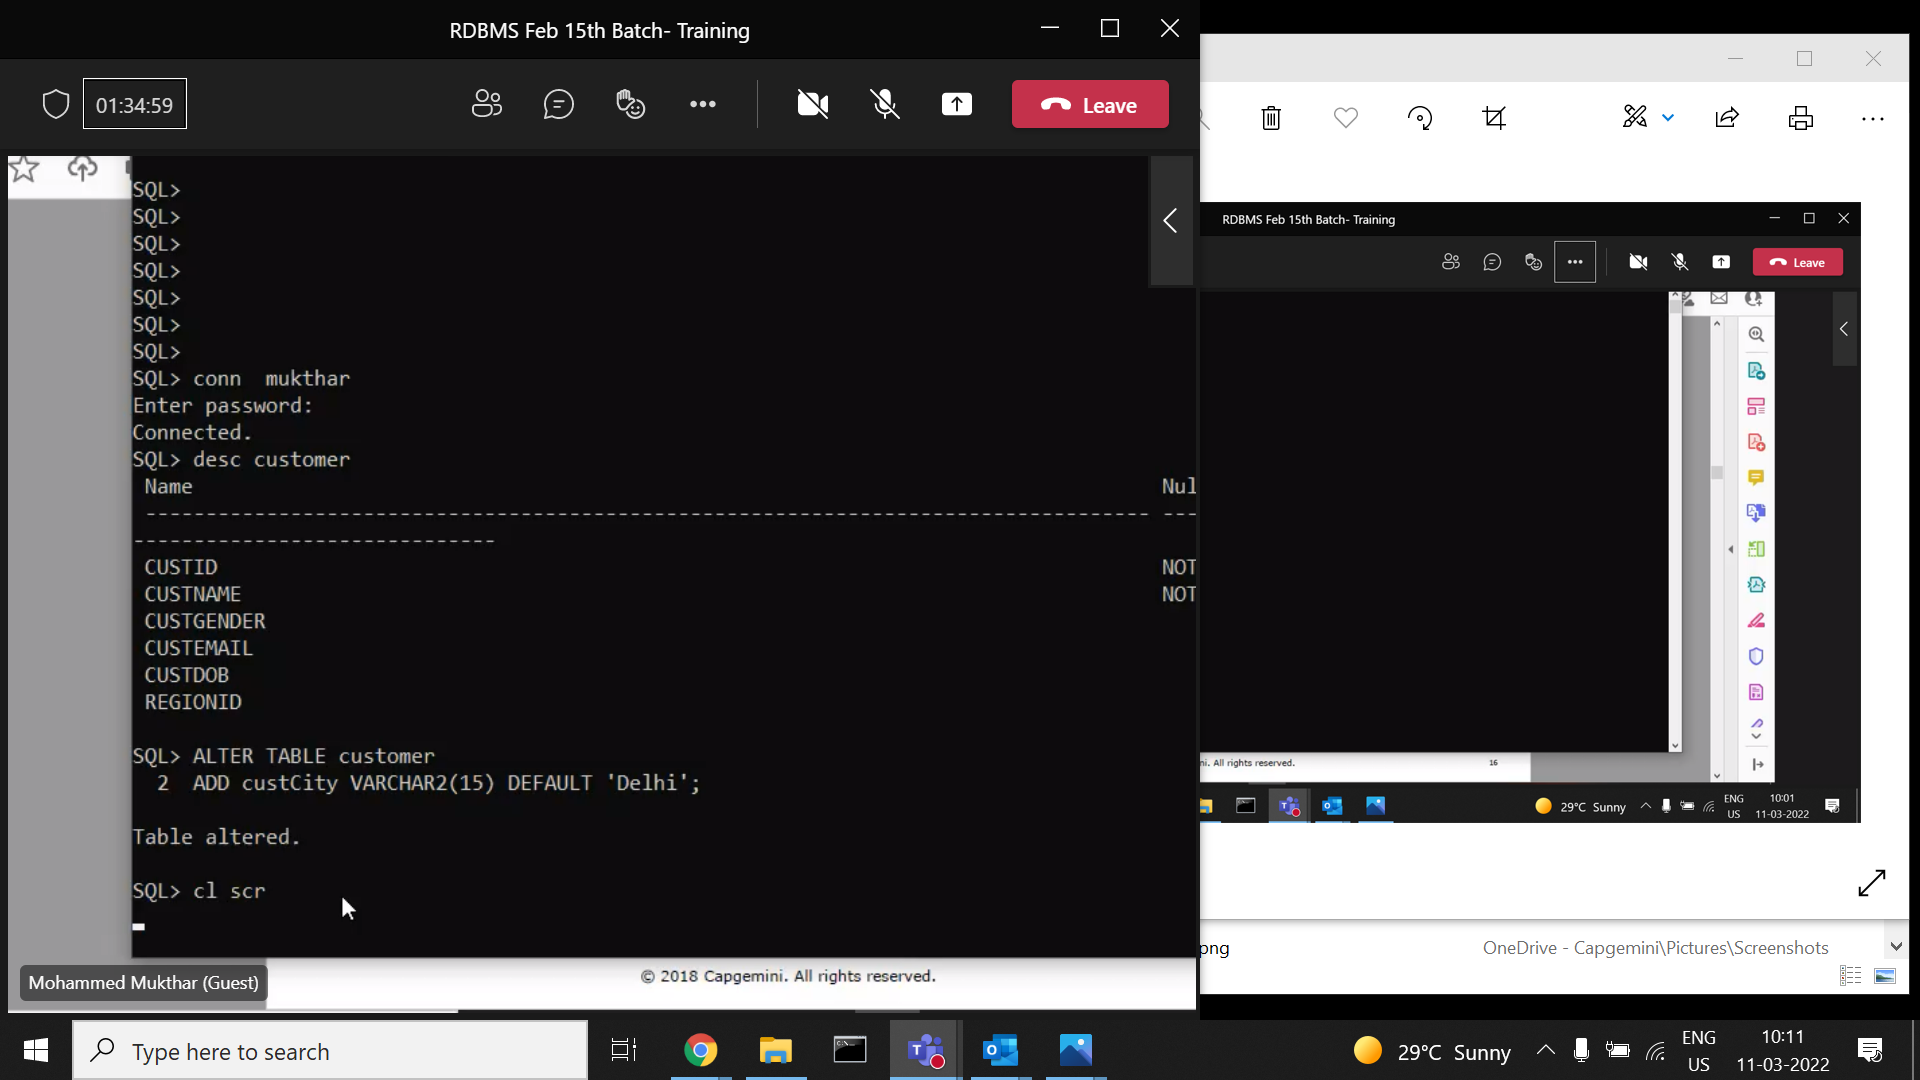 RDBMS Feb 15th Batch- Training
01:34:59
Leave
SQL>
SQL>
SQL>
SQL>
SQL>
SQL>
SQL>
SQL> conn  mukthar
Enter password:
Connected.
SQL> desc customer
Name Nul
-----------------------------------------------------------------------------------  ---
------------------------------
CUSTID NOT
CUSTNAME NOT
CUSTGENDER
CUSTEMAIL
CUSTDOB
REGIONID
SQL> ALTER TABLE customer
2  ADD custCity VARCHAR2(15) DEFAULT 'Delhi';
Table altered.
SQL> cl scr
Mohammed Mukthar (Guest)
© 2018 Capgemini. All rights reserved.
RDBMS Feb 15th Batch- Training
Leave
ni. All rights reserved. 16
29°C Sunny
ENG
US
10:01
11-03-2022
png OneDrive - Capgemini\Pictures\Screenshots
Type here to search
29°C Sunny
ENG
US
10:11
11-03-2022